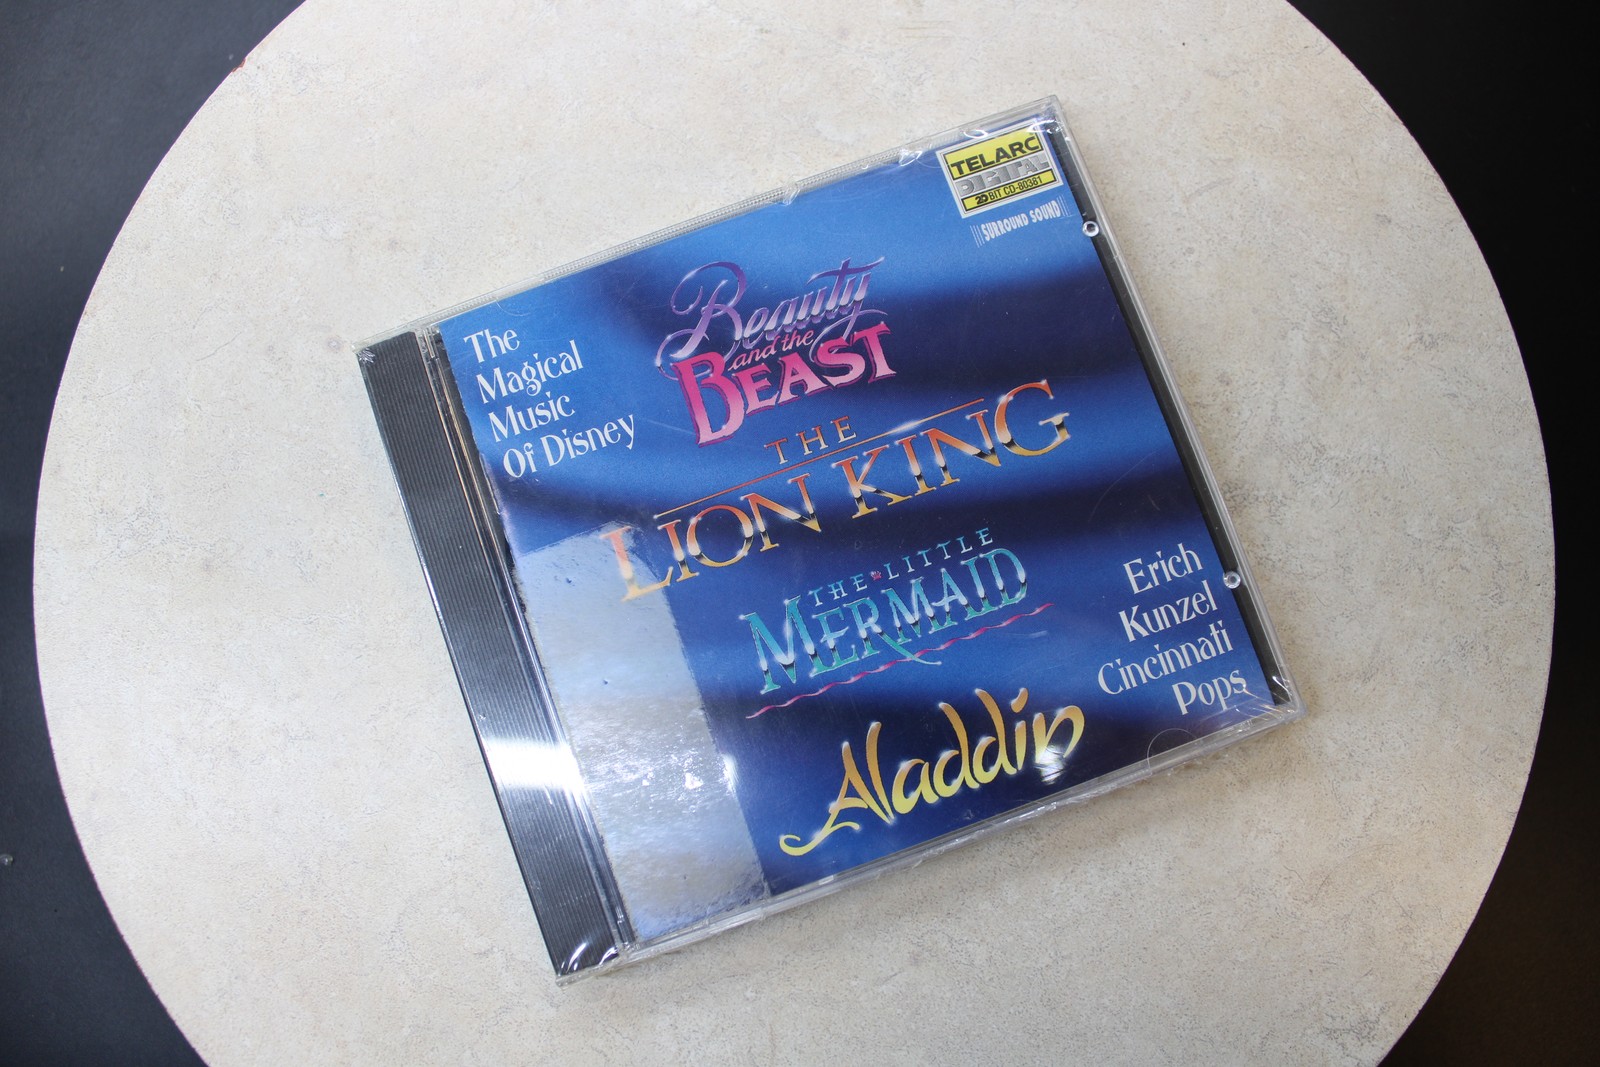 TELARC
DIGITAL
20 BIT CD-80381
SURROUND SOUND
The
Magical
Music
Of Disney
Beauty
and the
BEAST
THE
LION KING
THE LITTLE
MERMAID
Aladdin
Erich
Kunzel
Cincinnati
Pops